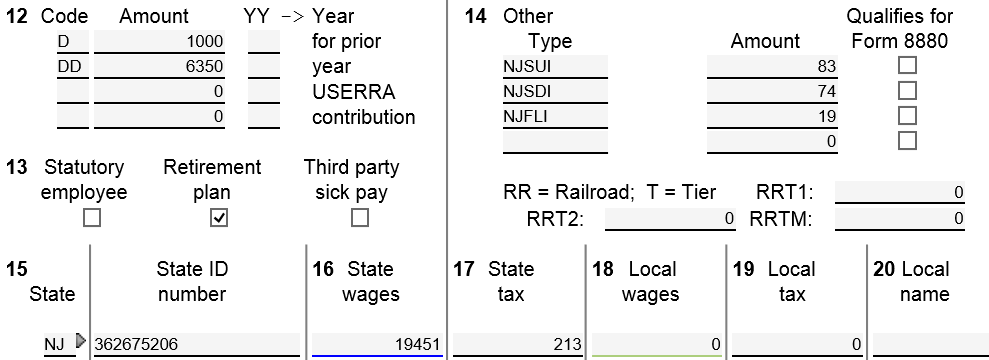 12 Code Amount YY -> Year 14 Other Qualifies for
D 1000 for prior Type Amount Form 8880
DD 6350 year NJSUI 83
0 USERRA NJSDI 74
0 contribution NJFLI 19
0
13 Statutory Retirement Third party
employee plan sick pay RR = Railroad; T = Tier RRT1: 0
RRT2: 0 RRTM: 0
15 State ID 16 State 17 State 18 Local 19 Local 20 Local
State number wages tax wages tax name
NJ 362675206 19451 213 0 0